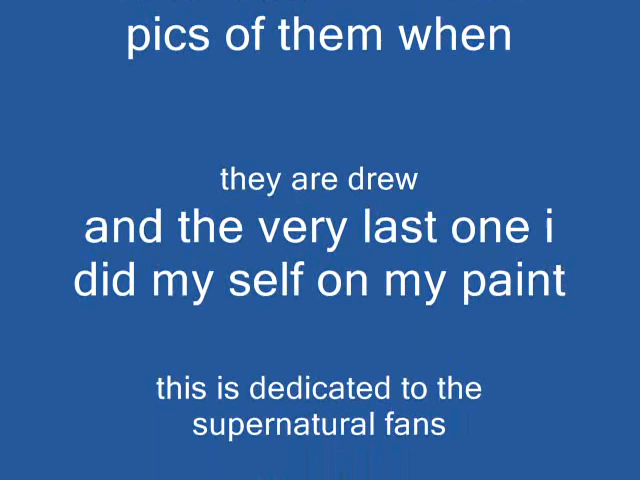 pics of them when
they are drew
and the very last one i
did my self on my paint
this is dedicated to the
supernatural fans